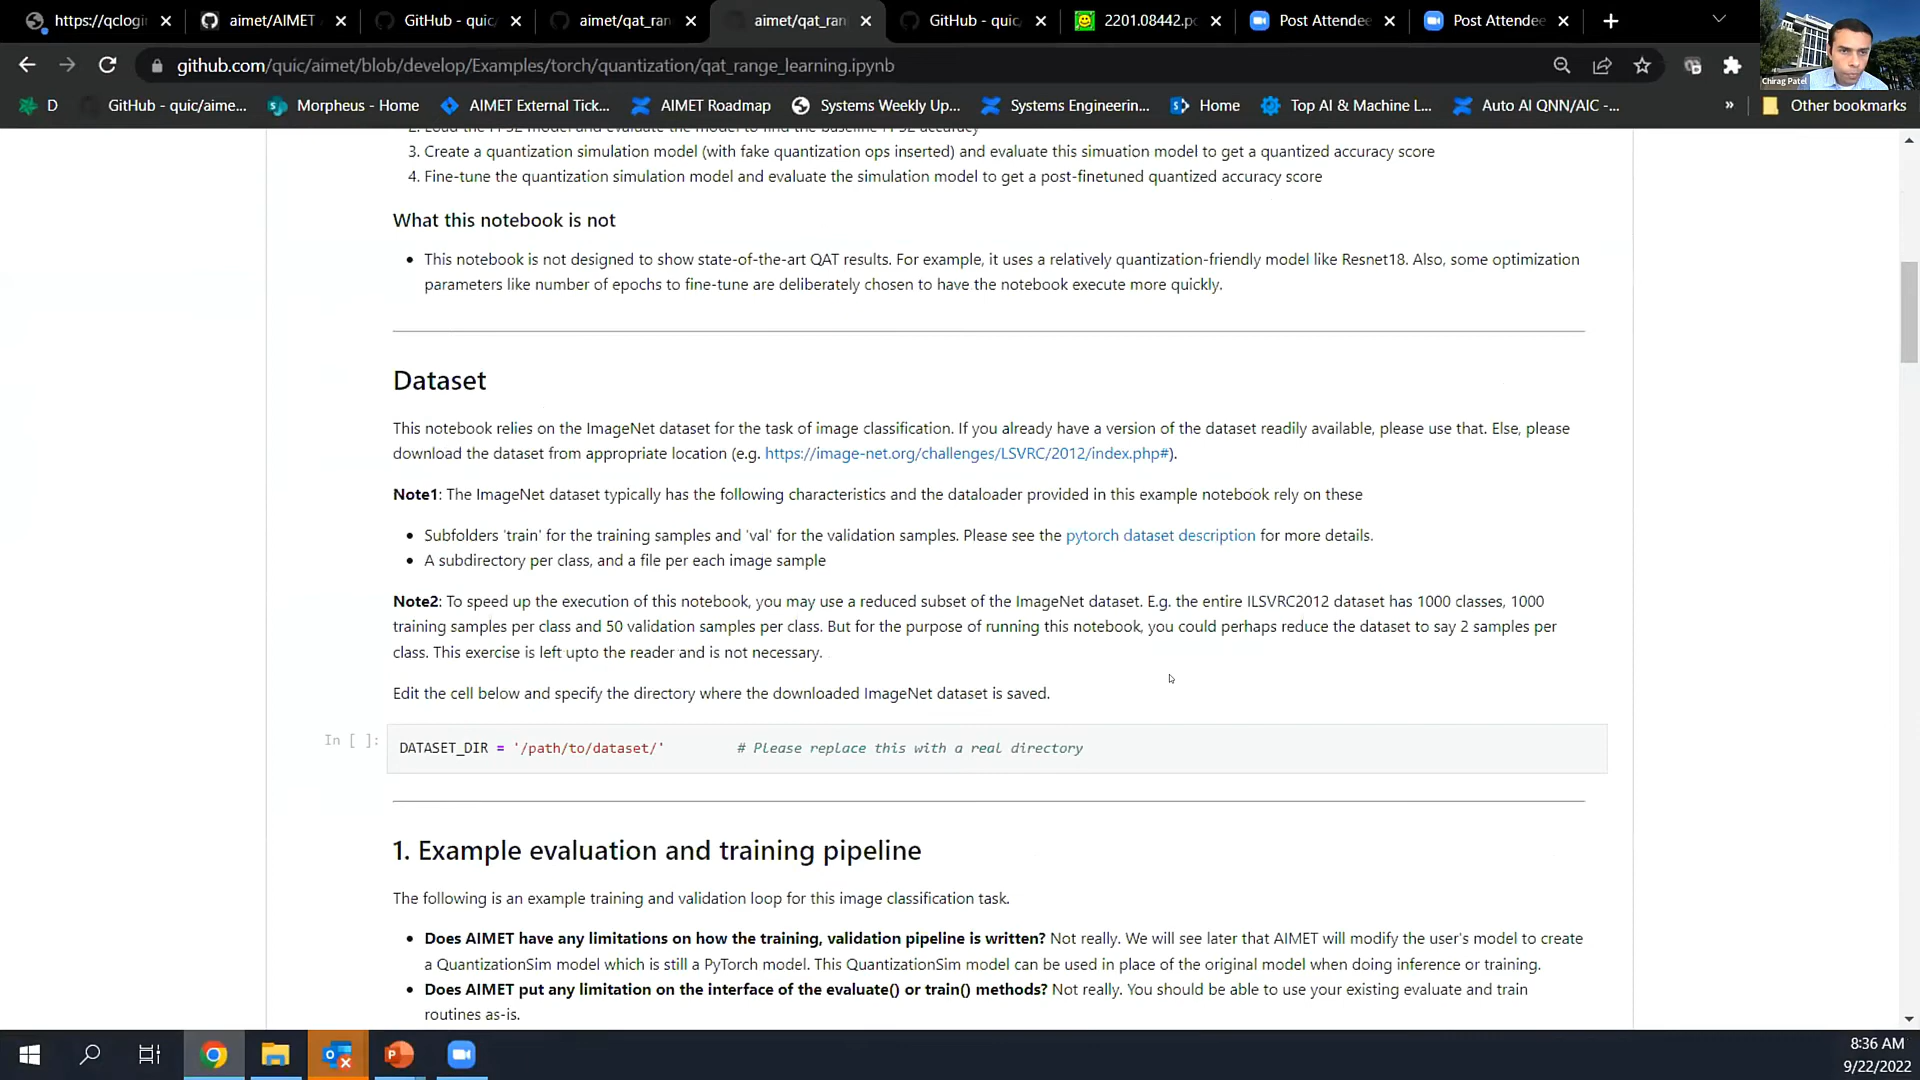 https://qclogin
aimet/AIMET
GitHub - quic/
aimet/qat_ran
aimet/qat_ran
GitHub - quic/
2201.08442.p
Post Attendee
Post Attendee
Chirag Patel
github.com/quic/aimet/blob/develop/Examples/torch/quantization/qat_range_learning.ipynb
D
GitHub - quic/aime...
Morpheus - Home
AIMET External Tick...
AIMET Roadmap
Systems Weekly Up...
Systems Engineerin...
Home
Top AI & Machine L...
Auto AI QNN/AIC -...
»
Other bookmarks
2. Load the FP32 model and evaluate the model to find the baseline FP32 accuracy
3. Create a quantization simulation model (with fake quantization ops inserted) and evaluate this simuation model to get a quantized accuracy score
4. Fine-tune the quantization simulation model and evaluate the simulation model to get a post-finetuned quantized accuracy score
What this notebook is not
• This notebook is not designed to show state-of-the-art QAT results. For example, it uses a relatively quantization-friendly model like Resnet18. Also, some optimization
parameters like number of epochs to fine-tune are deliberately chosen to have the notebook execute more quickly.
Dataset
This notebook relies on the ImageNet dataset for the task of image classification. If you already have a version of the dataset readily available, please use that. Else, please
download the dataset from appropriate location (e.g. https://image-net.org/challenges/LSVRC/2012/index.php#).
Note1: The ImageNet dataset typically has the following characteristics and the dataloader provided in this example notebook rely on these
• Subfolders 'train' for the training samples and 'val' for the validation samples. Please see the pytorch dataset description for more details.
• A subdirectory per class, and a file per each image sample
Note2: To speed up the execution of this notebook, you may use a reduced subset of the ImageNet dataset. E.g. the entire ILSVRC2012 dataset has 1000 classes, 1000
training samples per class and 50 validation samples per class. But for the purpose of running this notebook, you could perhaps reduce the dataset to say 2 samples per
class. This exercise is left upto the reader and is not necessary.
Edit the cell below and specify the directory where the downloaded ImageNet dataset is saved.
In [ ]:
DATASET_DIR = '/path/to/dataset/' # Please replace this with a real directory
1. Example evaluation and training pipeline
The following is an example training and validation loop for this image classification task.
• Does AIMET have any limitations on how the training, validation pipeline is written? Not really. We will see later that AIMET will modify the user's model to create
a QuantizationSim model which is still a PyTorch model. This QuantizationSim model can be used in place of the original model when doing inference or training.
• Does AIMET put any limitation on the interface of the evaluate() or train() methods? Not really. You should be able to use your existing evaluate and train
routines as-is.
8:36 AM
9/22/2022